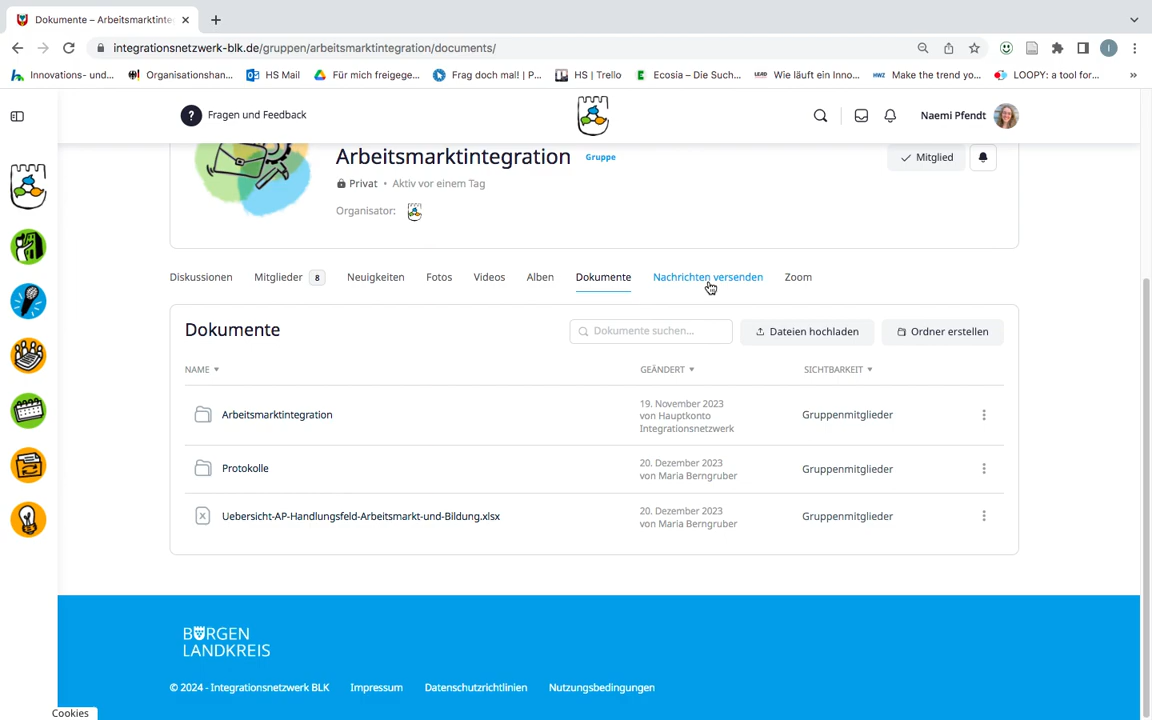 Dokumente – Arbeitsmarktinte
integrationsnetzwerk-blk.de/gruppen/arbeitsmarktintegration/documents/
Innovations- und... Organisationshan... HS Mail Für mich freigege... Frag doch mal! | P... HS | Trello Ecosia – Die Such... LEAD Wie läuft ein Inno... HWZ Make the trend yo... LOOPY: a tool for... »
? Fragen und Feedback
Naemi Pfendt
Arbeitsmarktintegration Gruppe
Mitglied
Privat • Aktiv vor einem Tag
Organisator:
Diskussionen Mitglieder 8 Neuigkeiten Fotos Videos Alben Dokumente Nachrichten versenden Zoom
Dokumente
Dokumente suchen...
Dateien hochladen
Ordner erstellen
NAME GEÄNDERT SICHTBARKEIT
Arbeitsmarktintegration
19. November 2023
von Hauptkonto
Integrationsnetzwerk
Gruppenmitglieder
Protokolle
20. Dezember 2023
von Maria Berngruber
Gruppenmitglieder
Uebersicht-AP-Handlungsfeld-Arbeitsmarkt-und-Bildung.xlsx
20. Dezember 2023
von Maria Berngruber
Gruppenmitglieder
BURGEN
LANDKREIS
© 2024 - Integrationsnetzwerk BLK Impressum Datenschutzrichtlinien Nutzungsbedingungen
Cookies